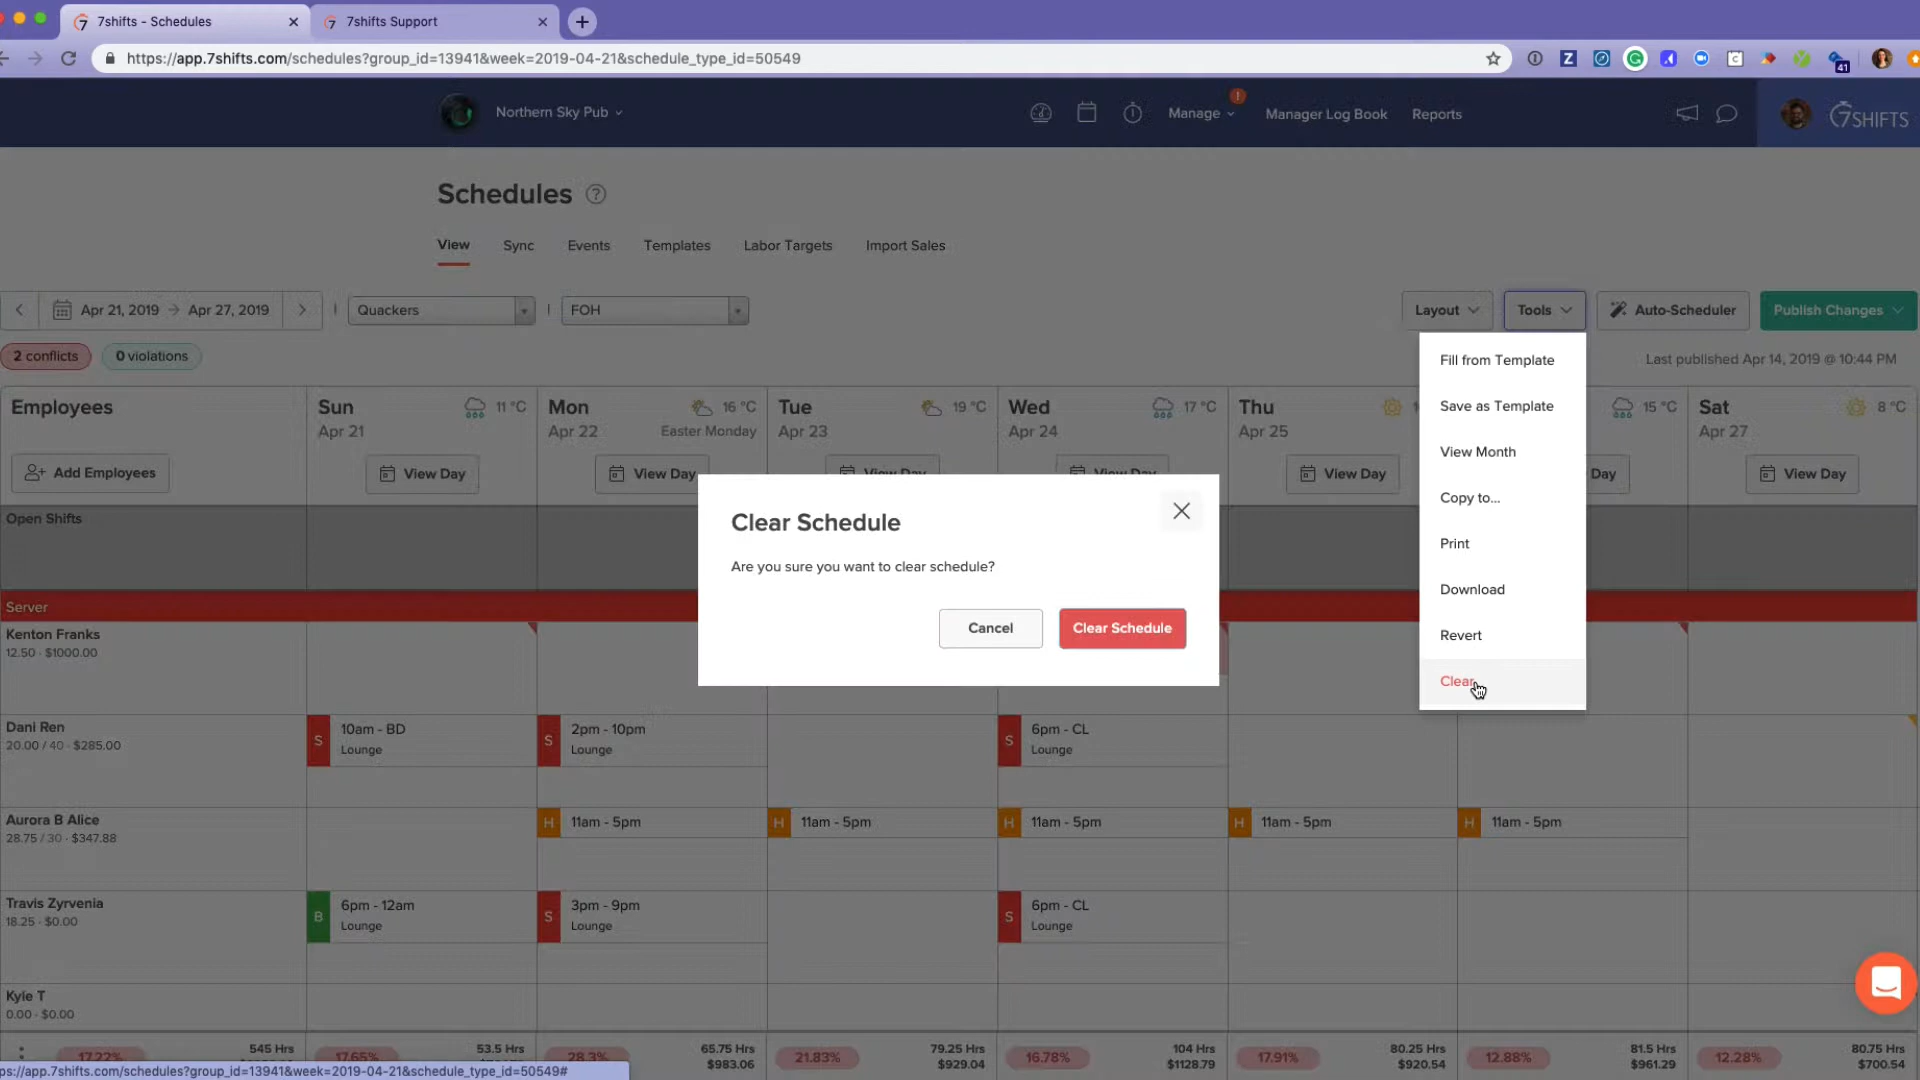 7shifts - Schedules
7shifts Support
https://app.7shifts.com/schedules?group_id=13941&week=2019-04-21&schedule_type_id=50549
Z
C
41
Northern Sky Pub
Manage
!
Manager Log Book
Reports
7SHIFTS
Schedules ?
View
Sync
Events
Templates
Labor Targets
Import Sales
Apr 21, 2019 → Apr 27, 2019
Quackers
FOH
Layout
Tools
Auto-Scheduler
Publish Changes
2 conflicts
0 violations
Last published Apr 14, 2019 @ 10:44 PM
Fill from Template
Save as Template
View Month
Copy to...
Print
Download
Revert
Clear
Employees
Add Employees
Sun
11 °C
Apr 21
View Day
Mon
16 °C
Apr 22
Easter Monday
View Day
Tue
19 °C
Apr 23
View Day
Wed
17 °C
Apr 24
View Day
Thu
Apr 25
View Day
15 °C
Day
Sat
8 °C
Apr 27
View Day
Clear Schedule
Are you sure you want to clear schedule?
Cancel
Clear Schedule
Open Shifts
Server
Kenton Franks
12.50 · $1000.00
Dani Ren
20.00 / 40 · $285.00
S
10am - BD
Lounge
S
2pm - 10pm
Lounge
S
6pm - CL
Lounge
Aurora B Alice
28.75 / 30 · $347.88
H 11am - 5pm
H 11am - 5pm
H 11am - 5pm
H 11am - 5pm
H 11am - 5pm
Travis Zyrvenia
18.25 · $0.00
B
6pm - 12am
Lounge
S
3pm - 9pm
Lounge
S
6pm - CL
Lounge
Kyle T
0.00 · $0.00
17.22%
545 Hrs
17.65%
53.5 Hrs
28.3%
65.75 Hrs
$983.06
21.83%
79.25 Hrs
$929.04
16.78%
104 Hrs
$1128.79
17.91%
80.25 Hrs
$920.54
12.88%
81.5 Hrs
$961.29
12.28%
80.75 Hrs
$700.54
ps://app.7shifts.com/schedules?group_id=13941&week=2019-04-21&schedule_type_id=50549#